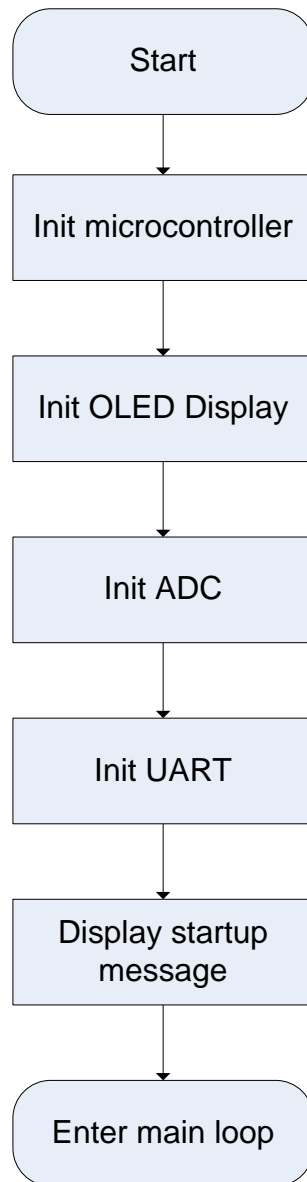 Start
Init microcontroller
Init OLED Display
Init ADC
Init UART
Display startup
message
Enter main loop